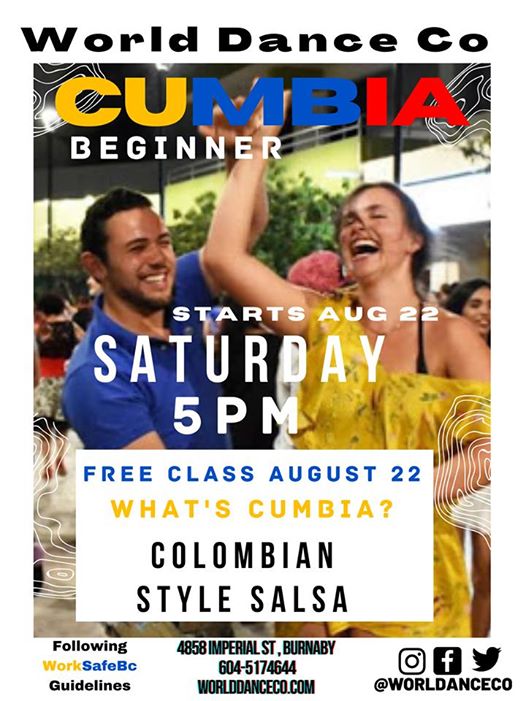 World Dance Co
CUMBIA
BEGINNER
STARTS AUG 22
SATURDAY
5PM
FREE CLASS AUGUST 22
WHAT'S CUMBIA?
COLOMBIAN
STYLE SALSA
Following
WorkSafeBc
Guidelines
4858 IMPERIAL ST , BURNABY
604-5174644
WORLDDANCECO.COM
@WORLDANCECO